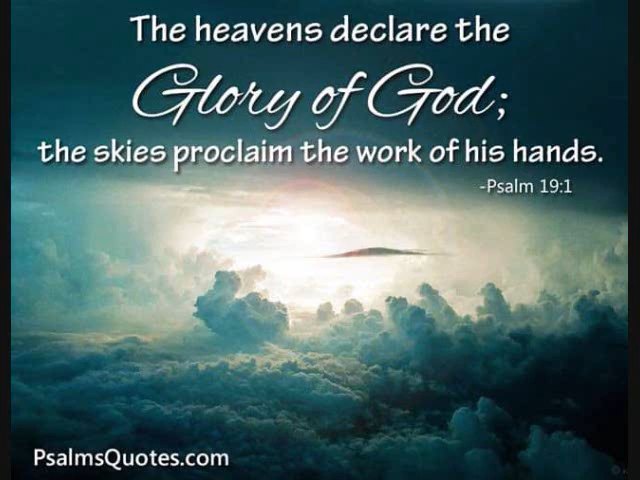 The heavens declare the
Glory of God;
the skies proclaim the work of his hands.
-Psalm 19:1
PsalmsQuotes.com